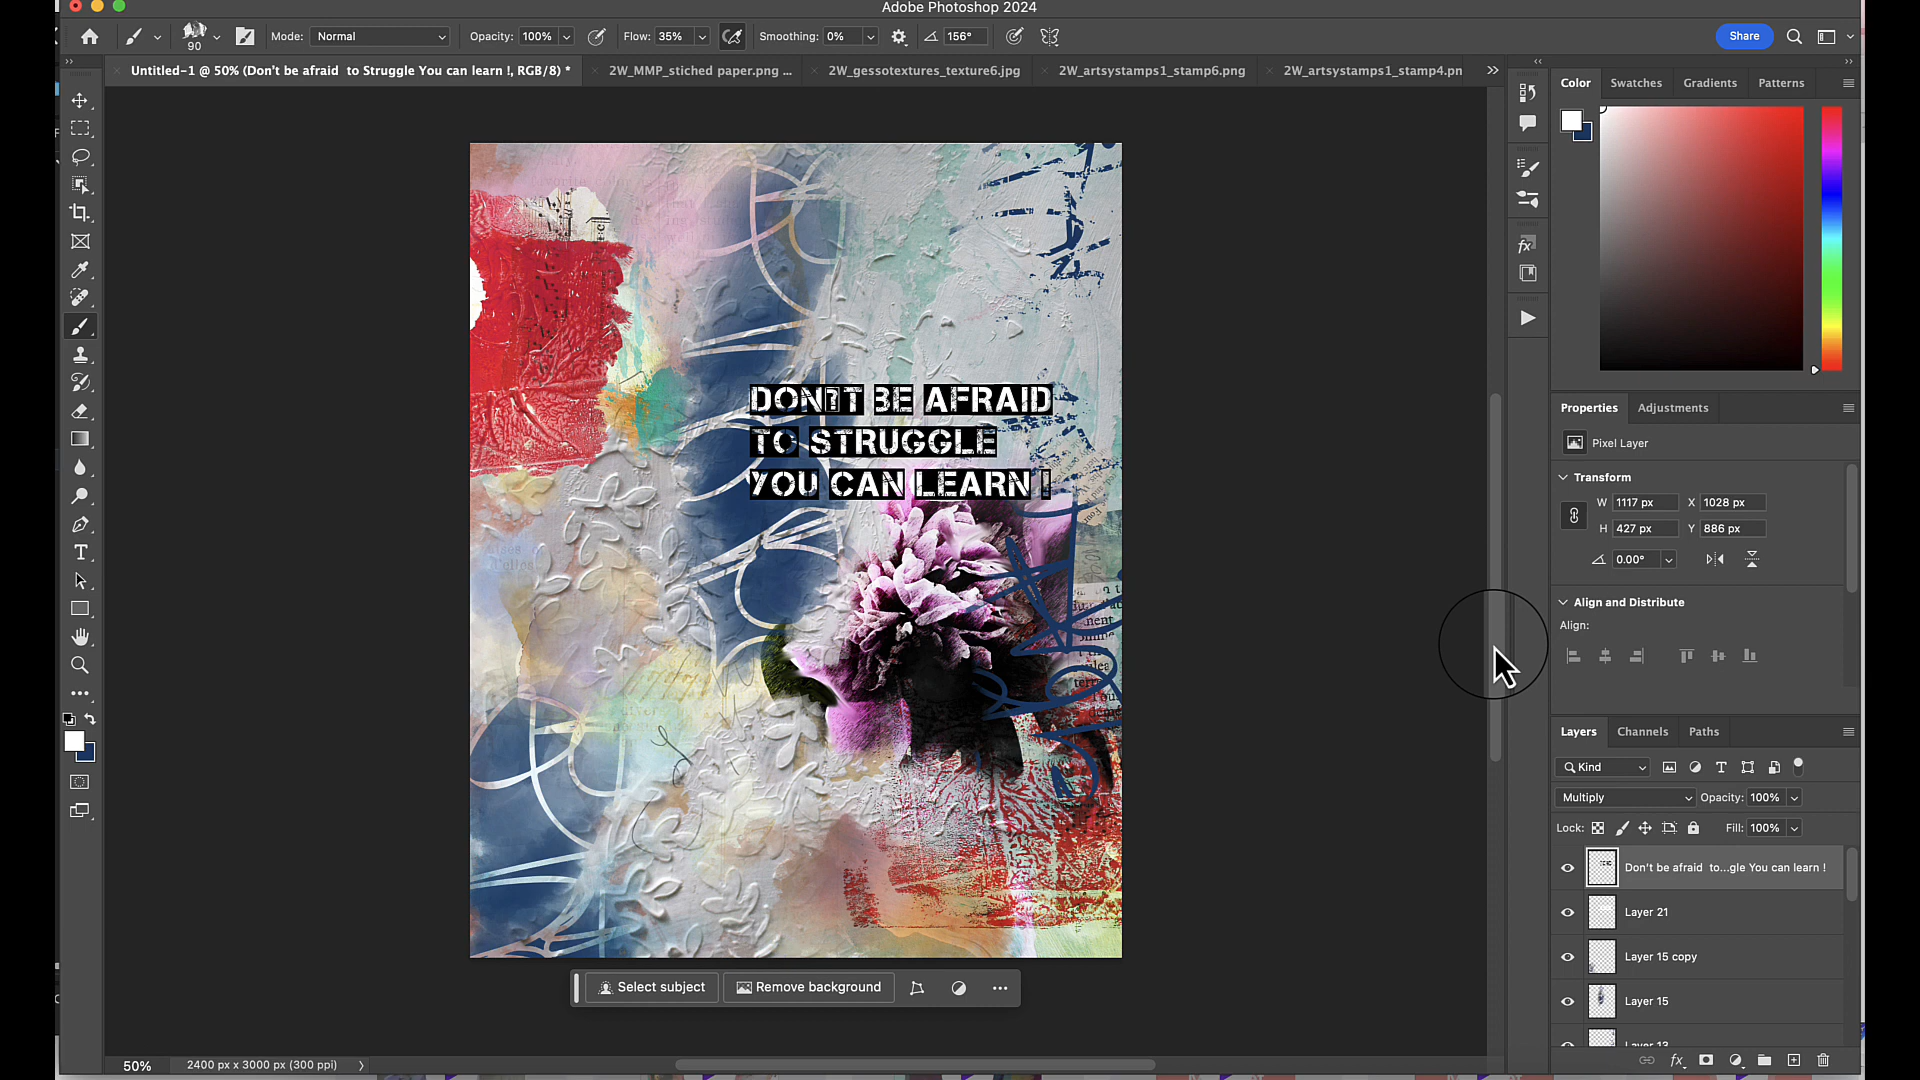 Adobe Photoshop 2024
90
Mode: Normal
Opacity: 100%
Flow: 35%
Smoothing: 0%
156°
Share
Untitled-1 @ 50% (Don't be afraid  to Struggle You can learn !, RGB/8) *
2W_MMP_stiched paper.png ...
2W_gessotextures_texture6.jpg
2W_artsystamps1_stamp6.png
2W_artsystamps1_stamp4.pn
Color
Swatches
Gradients
Patterns
DON'T BE AFRAID
TO STRUGGLE
YOU CAN LEARN !
Properties
Adjustments
Pixel Layer
Transform
W 1117 px
X 1028 px
H 427 px
Y 886 px
0.00°
Align and Distribute
Align:
Layers
Channels
Paths
Kind
Multiply
Opacity: 100%
Lock:
Fill: 100%
Don't be afraid  to...gle You can learn !
Layer 21
Layer 15 copy
Layer 15
Layer 13
Select subject
Remove background
50%
2400 px x 3000 px (300 ppi)